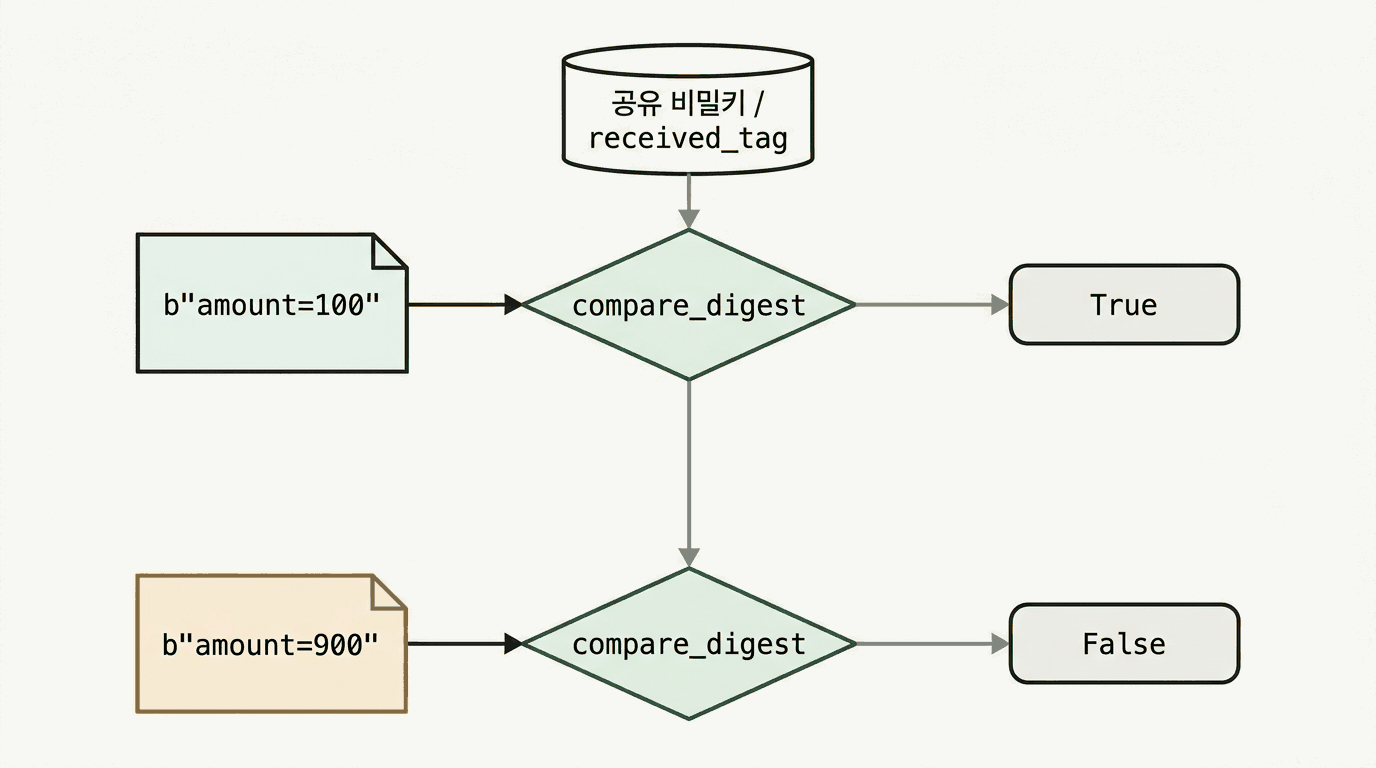 공유 비밀키 /
received_tag
b"amount=100"
compare_digest
True
b"amount=900"
compare_digest
False